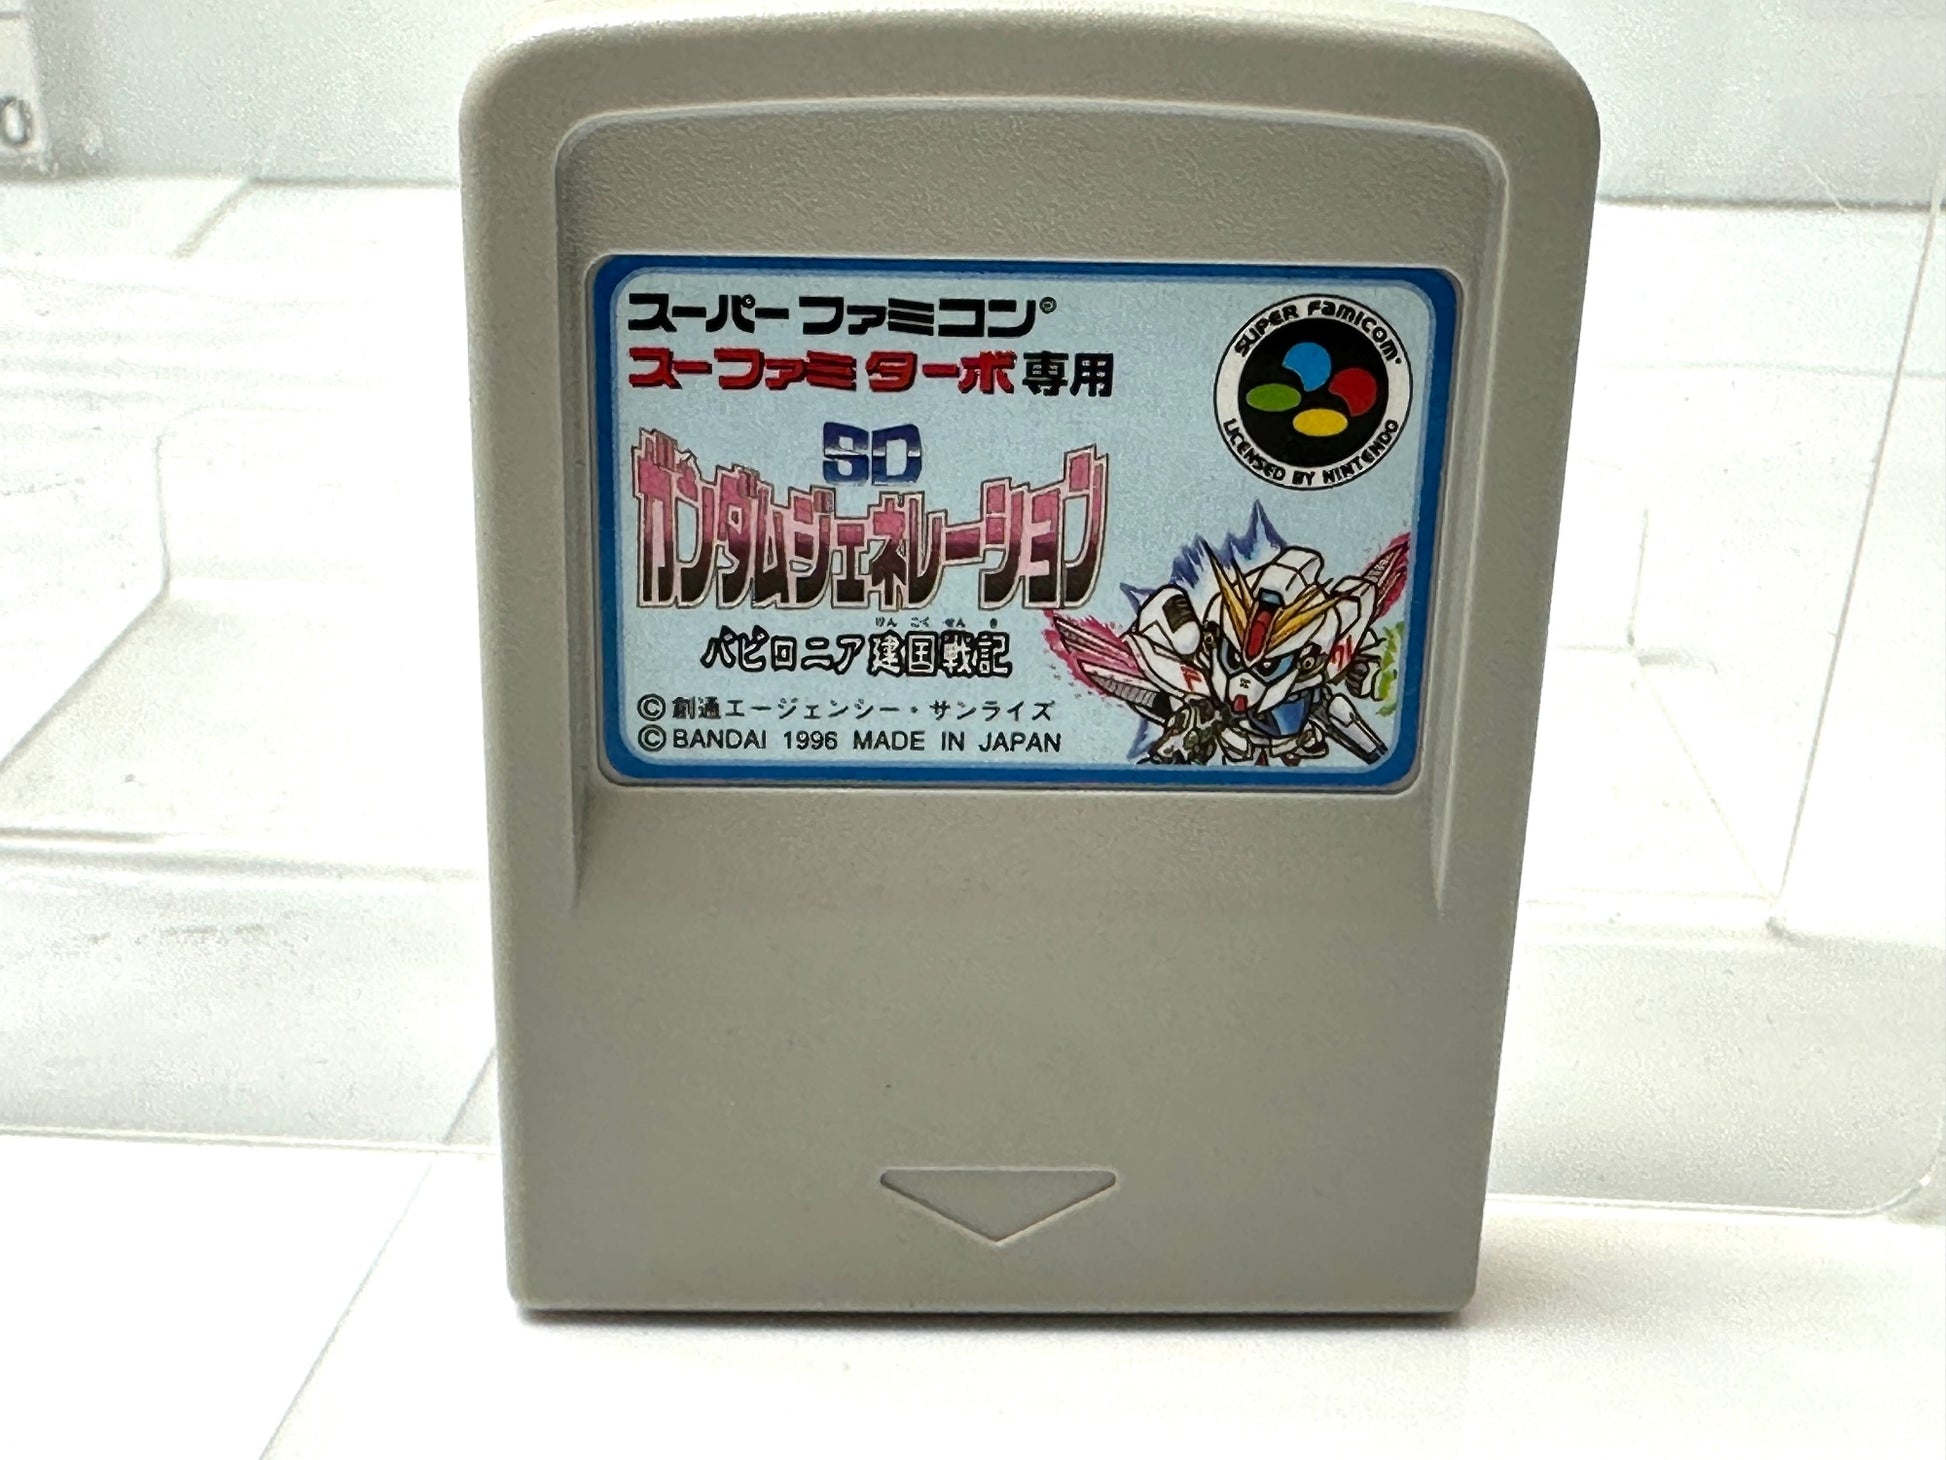 スーパーファミコン®
スーファミターボ専用
SUPER FAMICOM
LICENSED BY NINTENDO
SD
ガンダムジェネレーション
けんこくせんき
バビロニア建国戦記
©創通エージェンシー・サンライズ
©BANDAI 1996 MADE IN JAPAN